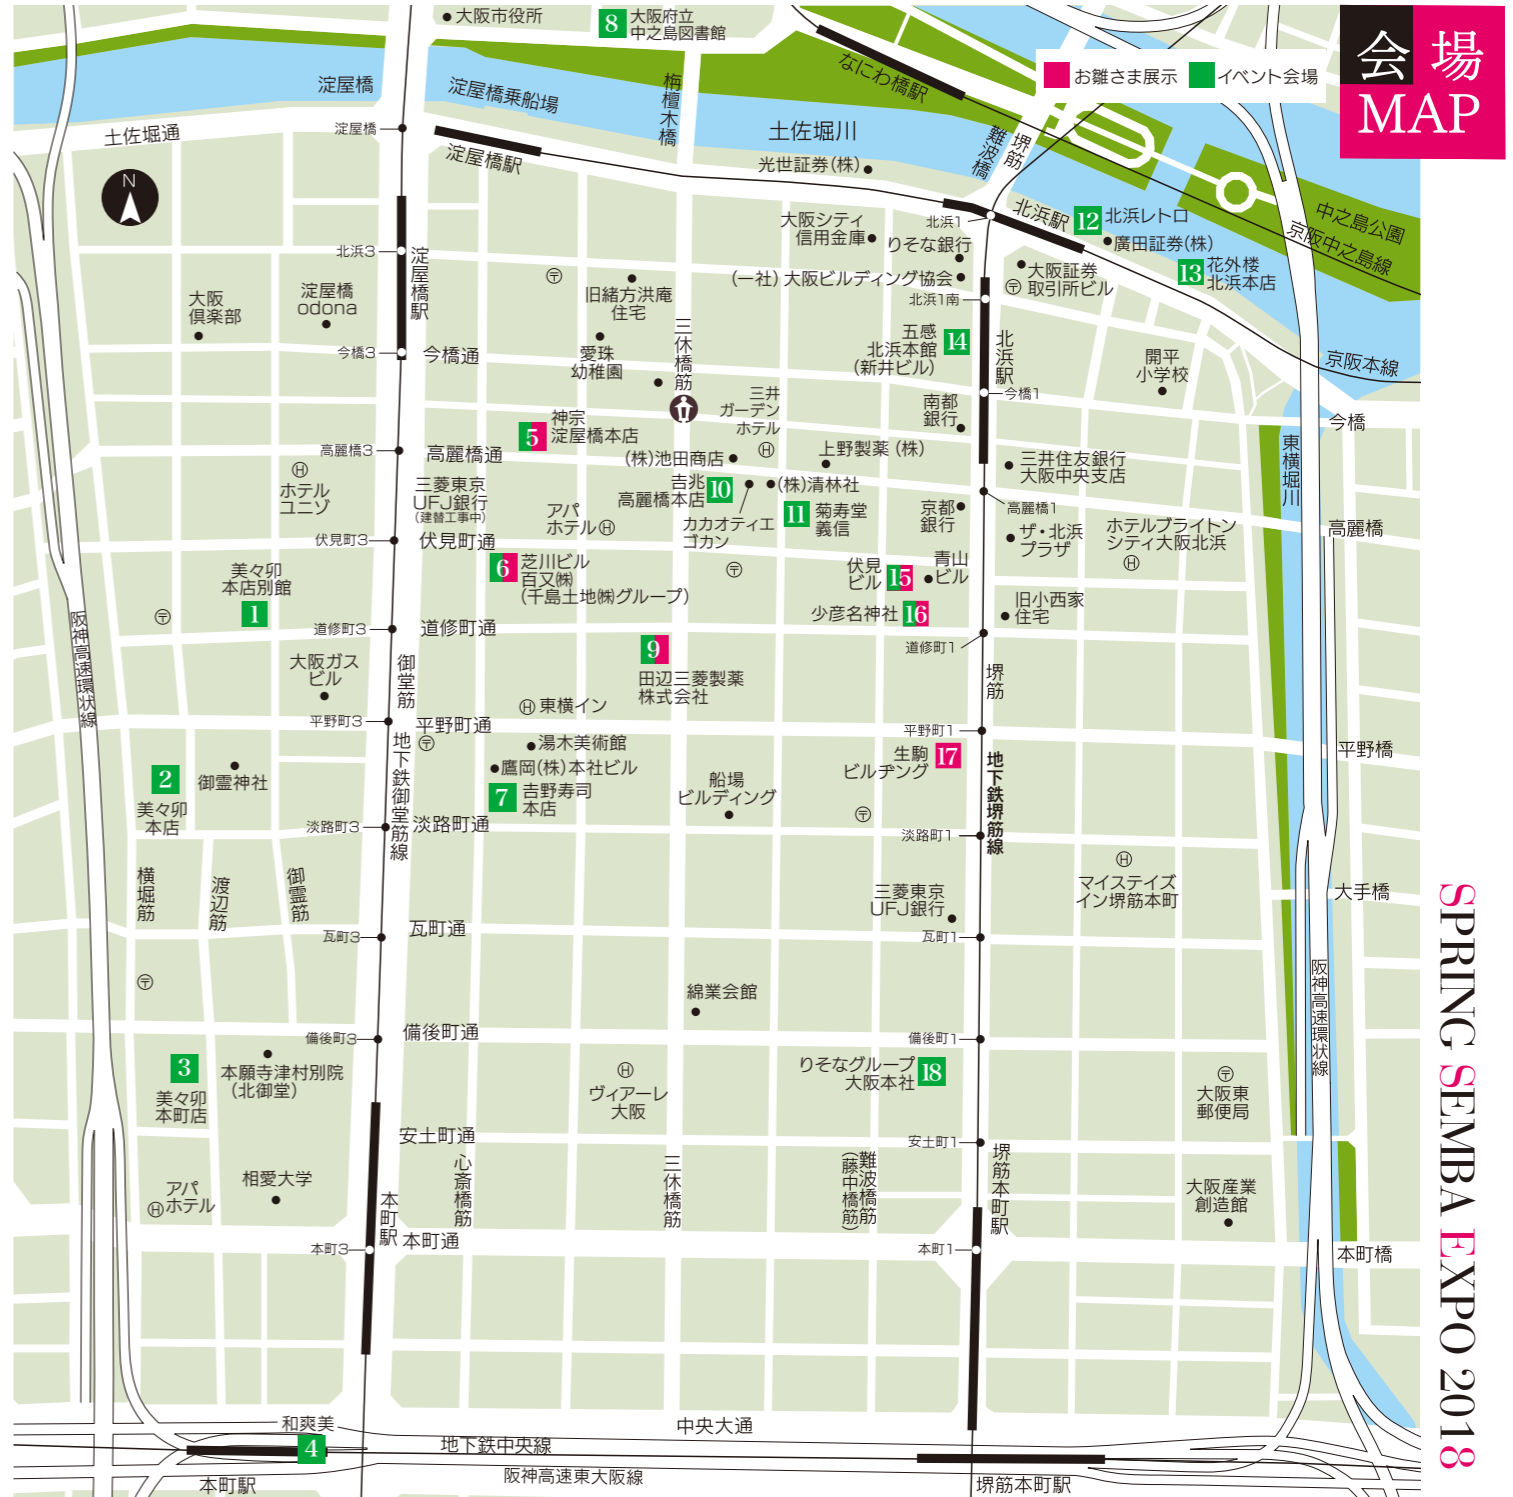 会場
MAP
お雛さま展示
イベント会場
大阪市役所
8
大阪府立
中之島図書館
淀屋橋
淀屋橋乗船場
栴檀木橋
なにわ橋駅
土佐堀通
淀屋橋
淀屋橋駅
土佐堀川
光世証券(株)
難波橋
堺筋
N
北浜1
北浜駅
12
北浜レトロ
廣田証券(株)
中之島公園
京阪中之島線
大阪シティ
信用金庫
りそな銀行
13
花外楼
北浜本店
北浜3
淀屋橋駅
〒
(一社)大阪ビルディング協会
大阪証券
取引所ビル
〒
大阪
倶楽部
淀屋橋
odona
旧緒方洪庵
住宅
北浜1南
三休橋筋
五感
北浜本館
(新井ビル)
14
北浜駅
今橋3
今橋通
愛珠
幼稚園
開平
小学校
京阪本線
今橋1
三井
ガーデン
ホテル
H
南都
銀行
今橋
5
神宗
淀屋橋本店
東横堀川
高麗橋3
高麗橋通
(株)池田商店
上野製薬(株)
三井住友銀行
大阪中央支店
H
ホテル
ユニゾ
三菱東京
UFJ銀行
(建替工事中)
吉兆
高麗橋本店
10
(株)清林社
高麗橋1
アパ
ホテルH
カカオティエ
ゴカン
11
菊寿堂
義信
京都
銀行
ザ・北浜
プラザ
ホテルブライトン
シティ大阪北浜
H
高麗橋
伏見町3
伏見町通
〒
6
芝川ビル
百又㈱
(千島土地㈱グループ)
伏見
ビル
15
青山
ビル
美々卯
本店別館
1
〒
少彦名神社
16
旧小西家
住宅
阪神高速環状線
道修町3
道修町通
道修町1
9
田辺三菱製薬
株式会社
大阪ガス
ビル
御堂筋
堺筋
H東横イン
平野町3
平野町通
〒
平野町1
湯木美術館
鷹岡(株)本社ビル
生駒
ビルヂング
17
平野橋
地下鉄御堂筋線
地下鉄堺筋線
2
美々卯
本店
御霊神社
7
吉野寿司
本店
船場
ビルディング
〒
淡路町3
淡路町通
淡路町1
横堀筋
渡辺筋
御霊筋
H
マイステイズ
イン堺筋本町
三菱東京
UFJ銀行
大手橋
瓦町3
瓦町通
瓦町1
〒
綿業会館
阪神高速環状線
備後町3
備後町通
備後町1
3
美々卯
本町店
本願寺津村別院
(北御堂)
H
ヴィアーレ
大阪
りそなグループ
大阪本社
18
〒
大阪東
郵便局
安土町通
安土町1
心斎橋筋
三休橋筋
難波橋筋
(藤中橋筋)
堺筋本町駅
アパ
Hホテル
相愛大学
大阪産業
創造館
本町駅
本町3
本町通
本町1
本町橋
和爽美
4
中央大通
地下鉄中央線
本町駅
阪神高速東大阪線
堺筋本町駅
SPRING SEMBA EXPO 2018